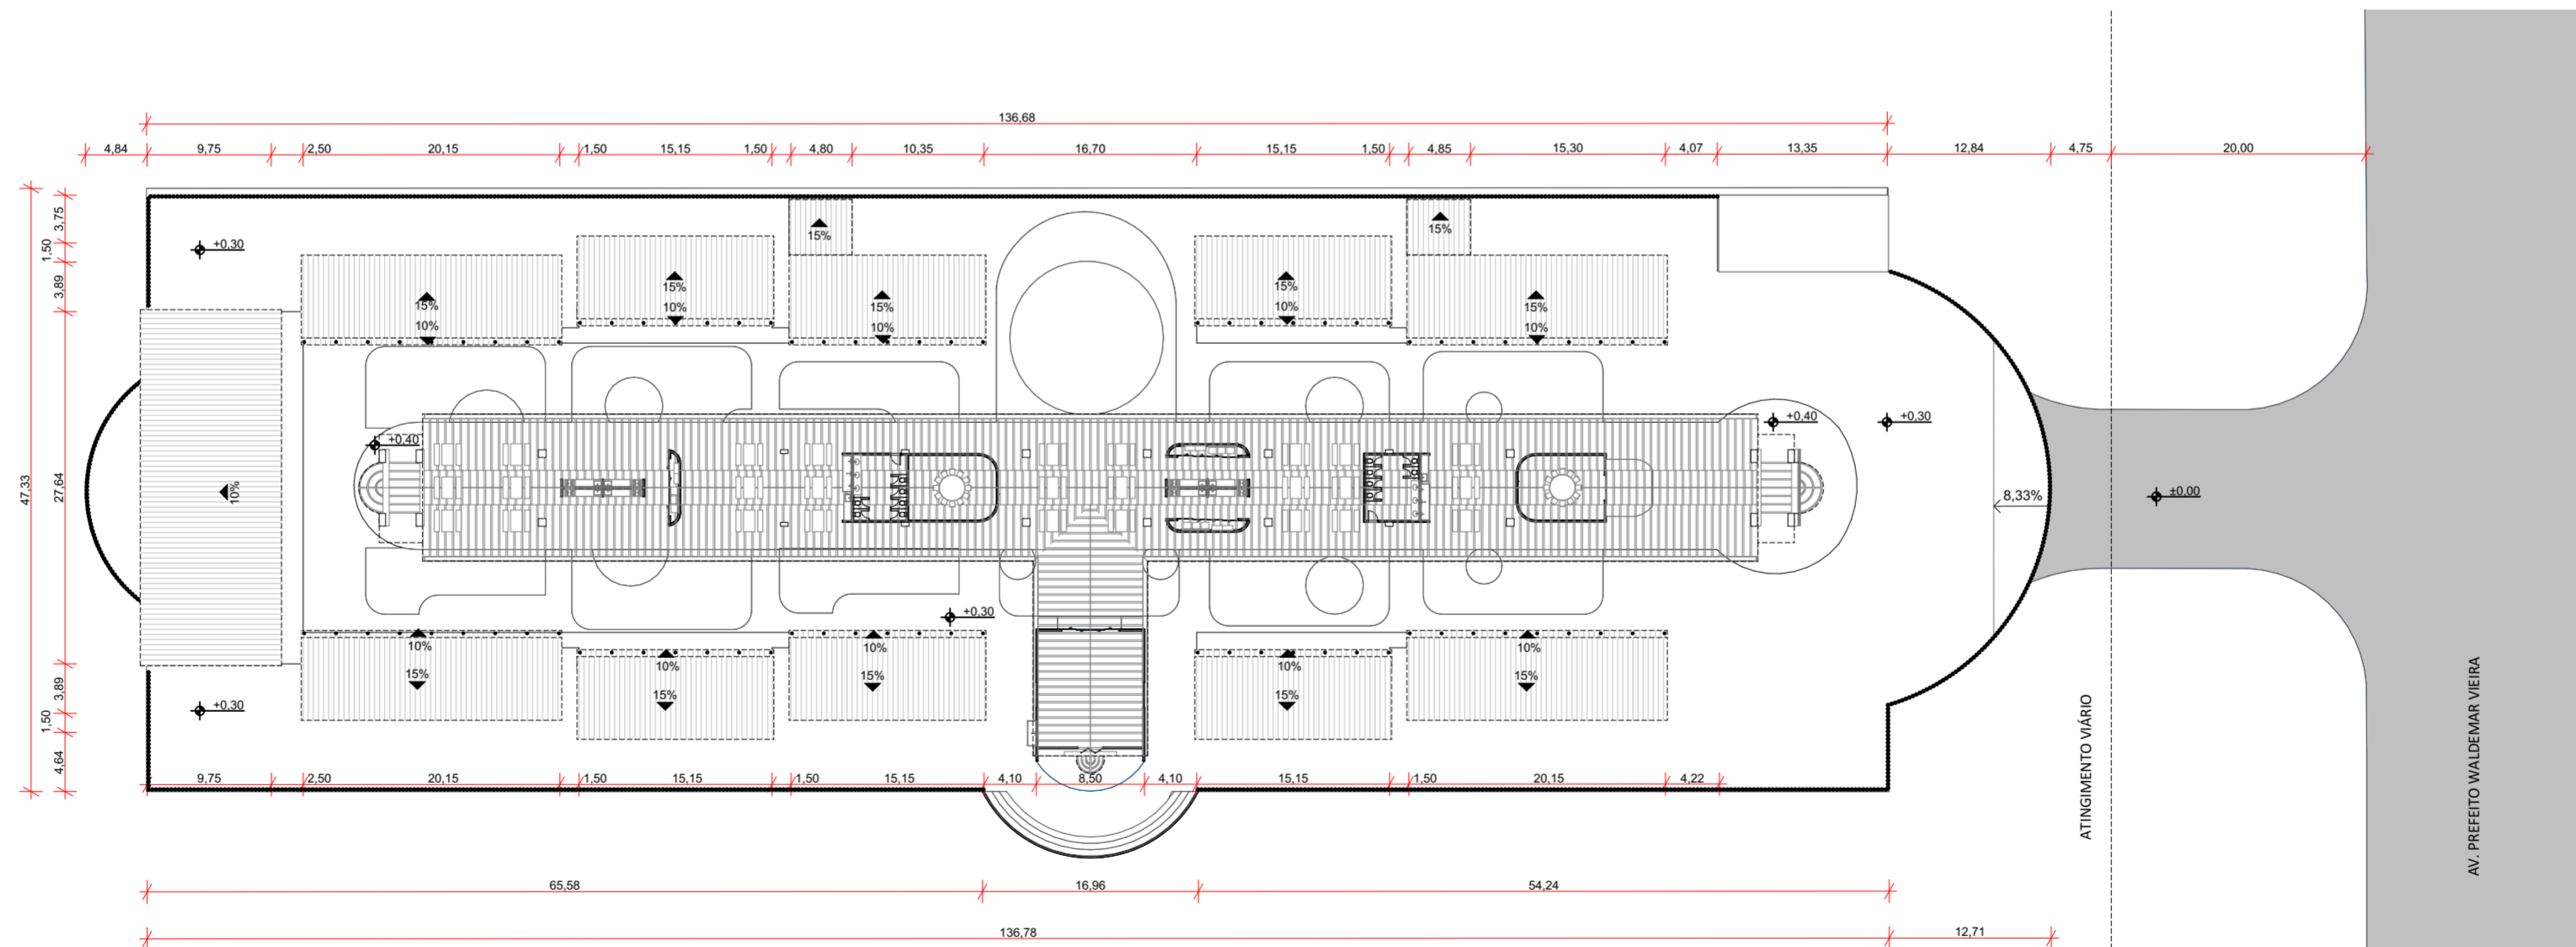 136,68
4,84 9,75 2,50 20,15 1,50 15,15 1,50 4,80 10,35 16,70 15,15 1,50 4,85 15,30 4,07 13,35 12,84 4,75 20,00
3,75
1,50
3,89
27,64
3,89
1,50
4,64
47,33
+0,30
15% 15%
15% 15% 15% 15% 15%
10% 10% 10% 10% 10%
+0,40 +0,40 +0,30
10%
8,33%
±0,00
+0,30
10% 10% 10% 10% 10%
15% 15% 15% 15% 15%
+0,30
ATINGIMENTO VIÁRIO
AV. PREFEITO WALDEMAR VIEIRA
9,75 2,50 20,15 1,50 15,15 1,50 15,15 4,10 8,50 4,10 15,15 1,50 20,15 4,22
65,58 16,96 54,24
136,78 12,71